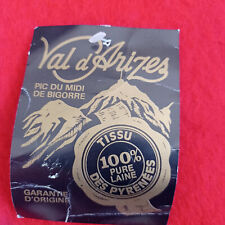 Val d'Arizes
PIC DU MIDI
DE BIGORRE
TISSU
100%
PURE
LAINE
DES PYRENEES
GARANTIE
D'ORIGINE